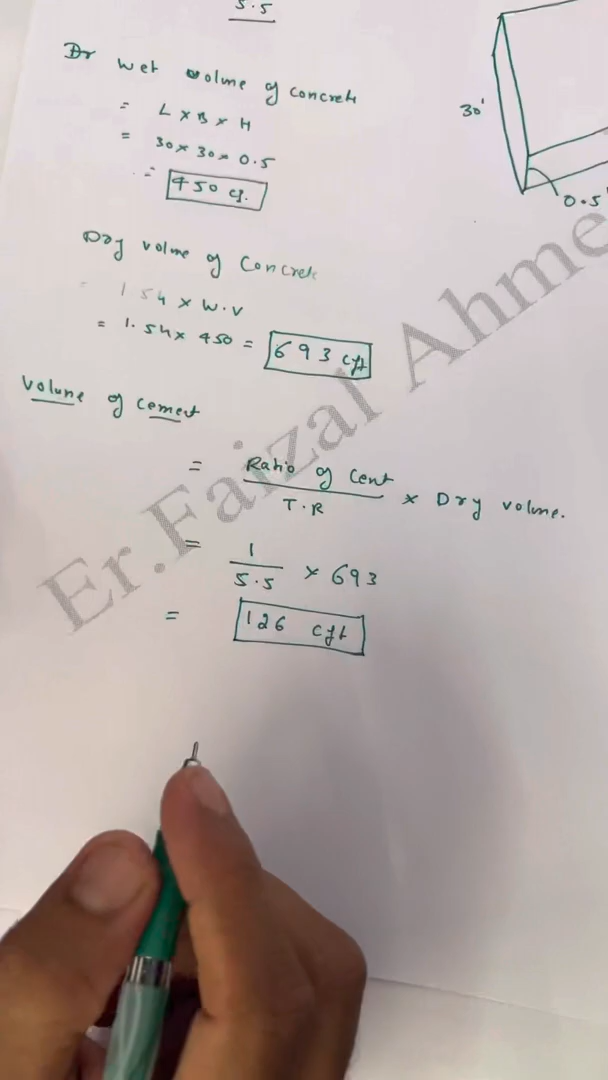 5.5
Dr Wet volme of concrete
= L × B × H
= 30 × 30 × 0.5
= 450 cf.
30'
0.5'
Dry volme of Concrete
= 1.54 × W.V
= 1.54 × 450 = 693 cft
Volune of cement
= Ratio of Cent / T.R × Dry volume.
= 1 / 5.5 × 693
= 126 cft
Er.Faizal Ahme